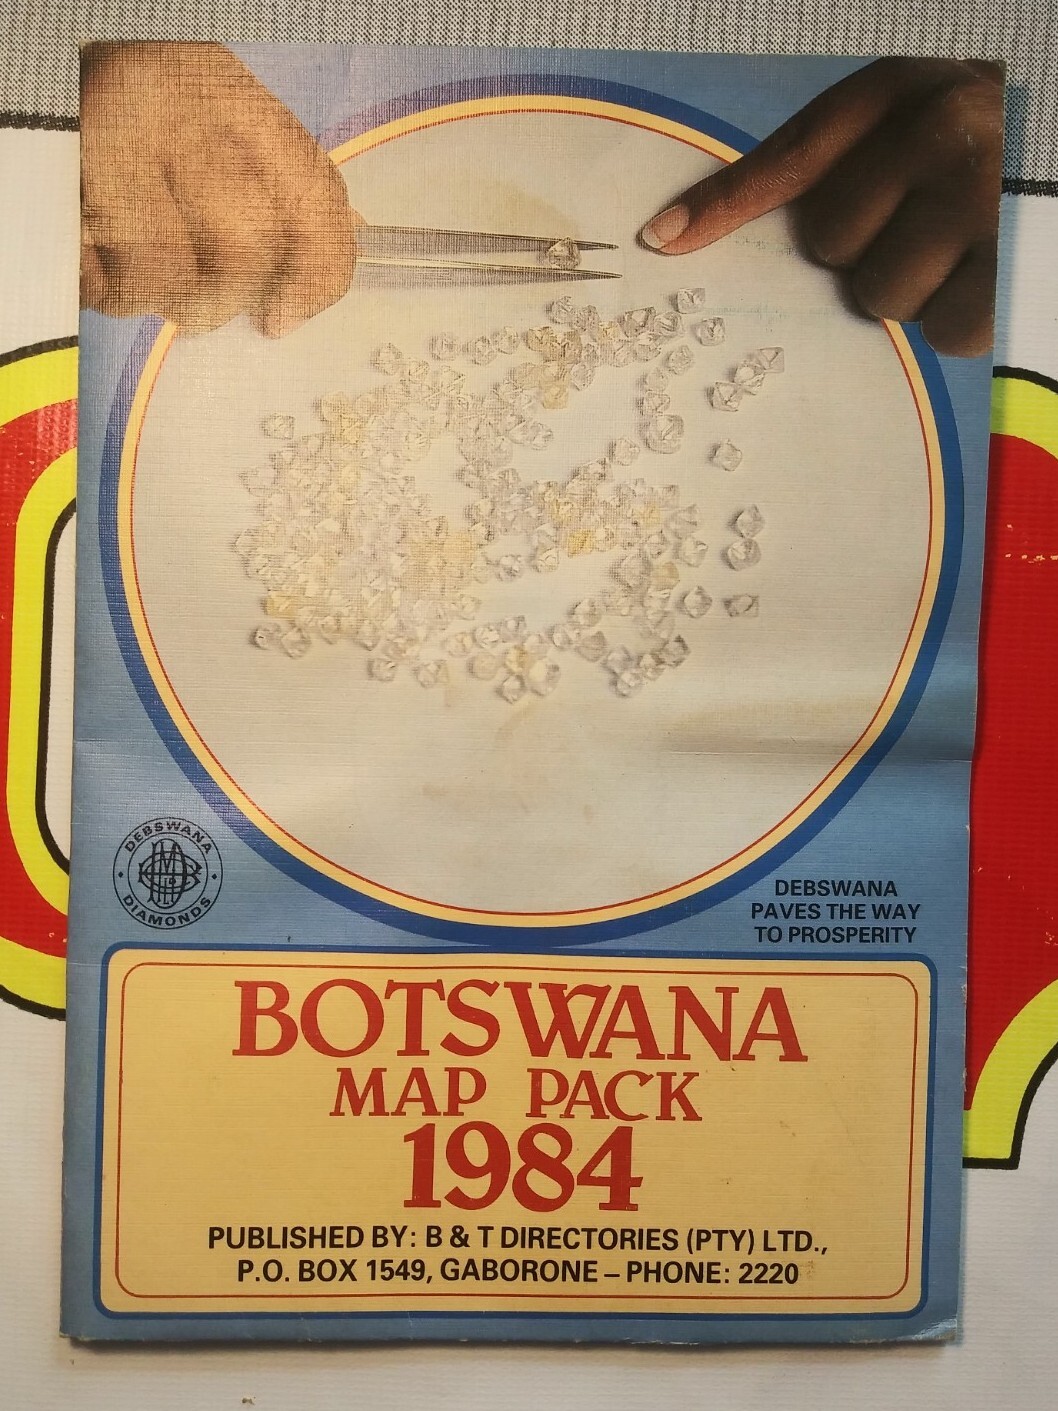 DEBSWANA
DIAMONDS
DEBSWANA
PAVES THE WAY
TO PROSPERITY
BOTSWANA
MAP PACK
1984
PUBLISHED BY: B & T DIRECTORIES (PTY) LTD.,
P.O. BOX 1549, GABORONE – PHONE: 2220